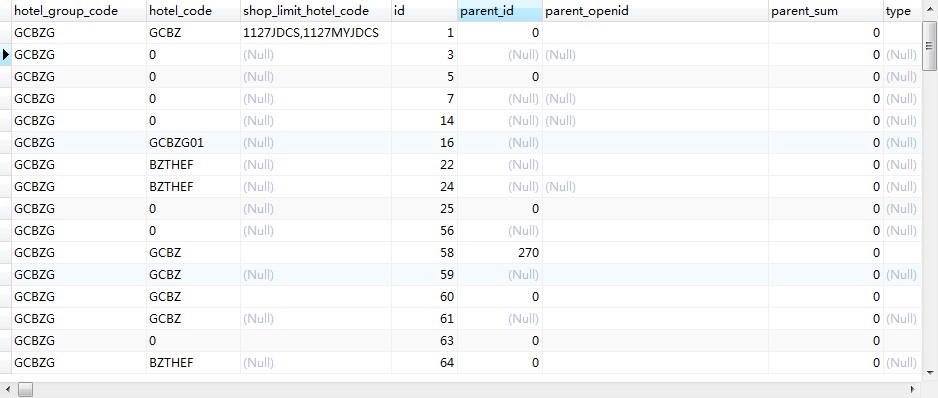 hotel_group_code hotel_code shop_limit_hotel_code id parent_id parent_openid parent_sum type
GCBZG GCBZ 1127JDCS,1127MYJDCS 1 0 0
GCBZG 0 (Null) 3 (Null) (Null) 0 (Null)
GCBZG 0 (Null) 5 0 0 (Null)
GCBZG 0 (Null) 7 (Null) (Null) 0 (Null)
GCBZG 0 (Null) 14 (Null) (Null) 0 (Null)
GCBZG GCBZG01 (Null) 16 (Null) 0 (Null)
GCBZG BZTHEF (Null) 22 (Null) 0 (Null)
GCBZG BZTHEF (Null) 24 (Null) (Null) 0 (Null)
GCBZG 0 (Null) 25 0 0 (Null)
GCBZG 0 (Null) 56 (Null) 0 (Null)
GCBZG GCBZ 58 270 0
GCBZG GCBZ (Null) 59 (Null) 0 (Null)
GCBZG GCBZ 60 0 0
GCBZG GCBZ (Null) 61 (Null) 0 (Null)
GCBZG 0 63 0 0
GCBZG BZTHEF (Null) 64 0 0 (Null)